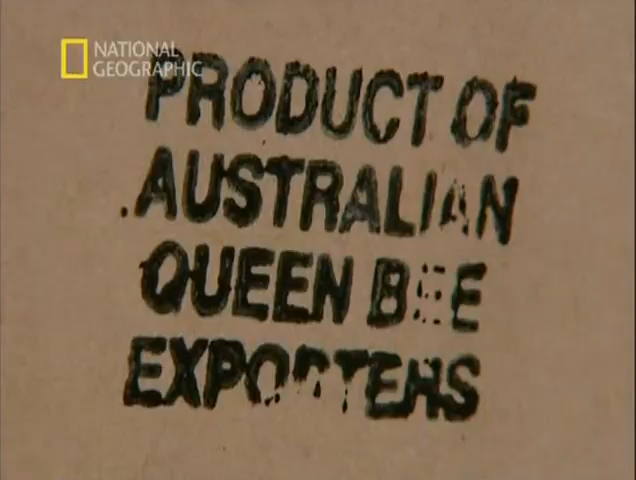 NATIONAL
GEOGRAPHIC
PRODUCT OF
AUSTRALIAN
QUEEN BEE
EXPORTERS